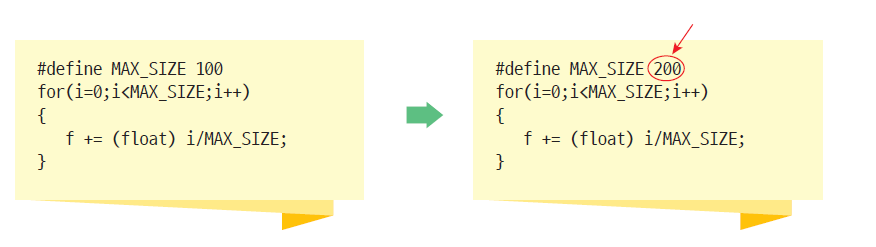 #define MAX_SIZE 100
for(i=0;i<MAX_SIZE;i++)
{
f += (float) i/MAX_SIZE;
}
#define MAX_SIZE 200
for(i=0;i<MAX_SIZE;i++)
{
f += (float) i/MAX_SIZE;
}